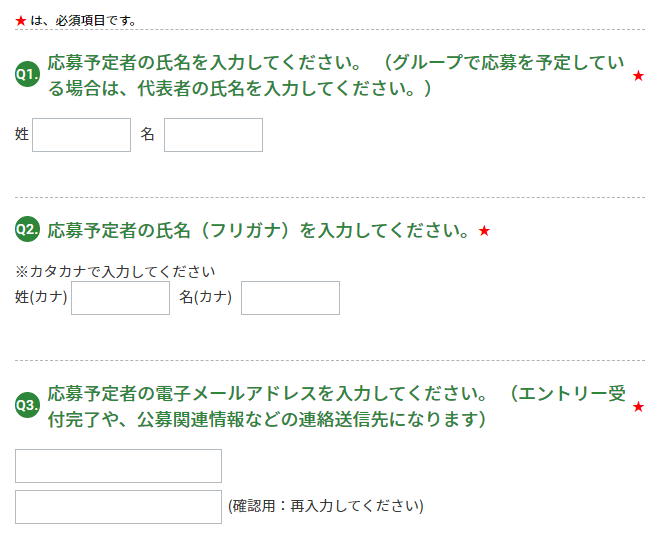 ★ は、必須項目です。
Q1. 応募予定者の氏名を入力してください。 （グループで応募を予定してい
る場合は、代表者の氏名を入力してください。） ★
姓 名
Q2. 応募予定者の氏名（フリガナ）を入力してください。★
※カタカナで入力してください
姓(カナ) 名(カナ)
Q3. 応募予定者の電子メールアドレスを入力してください。 （エントリー受
付完了や、公募関連情報などの連絡送信先になります） ★
(確認用：再入力してください)